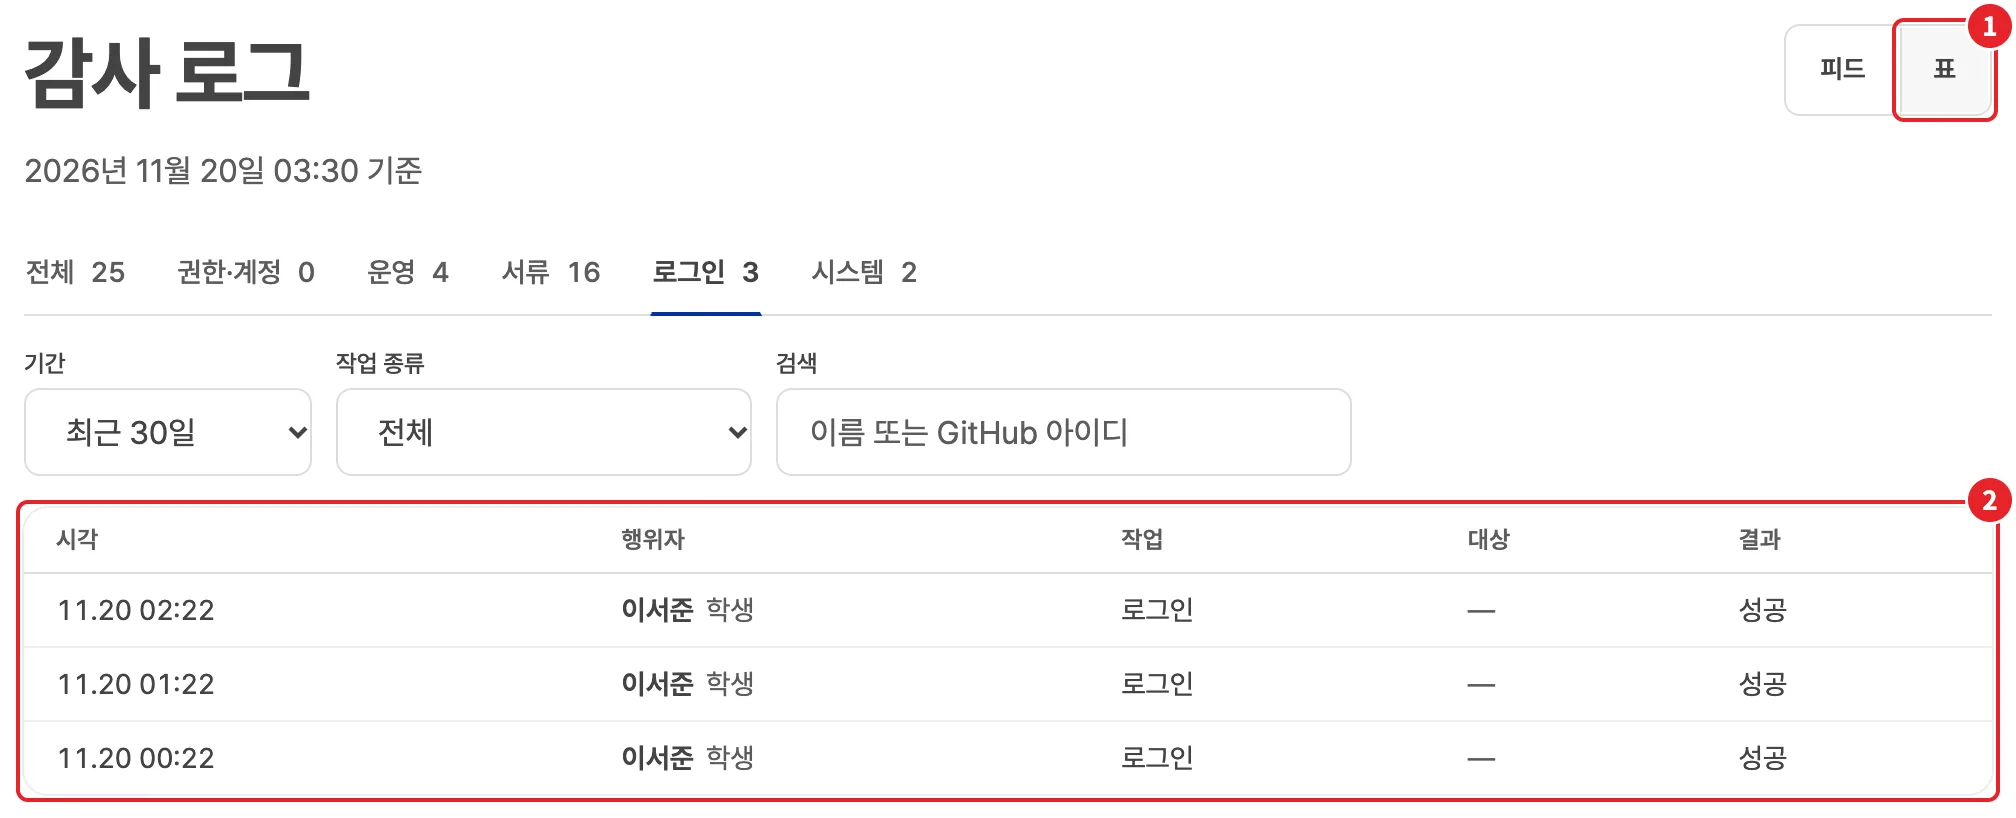 감사 로그
피드 표 1
2026년 11월 20일 03:30 기준
전체 25 권한·계정 0 운영 4 서류 16 로그인 3 시스템 2
기간 작업 종류 검색
최근 30일 전체 이름 또는 GitHub 아이디
2
시각 행위자 작업 대상 결과
11.20 02:22 이서준 학생 로그인 — 성공
11.20 01:22 이서준 학생 로그인 — 성공
11.20 00:22 이서준 학생 로그인 — 성공